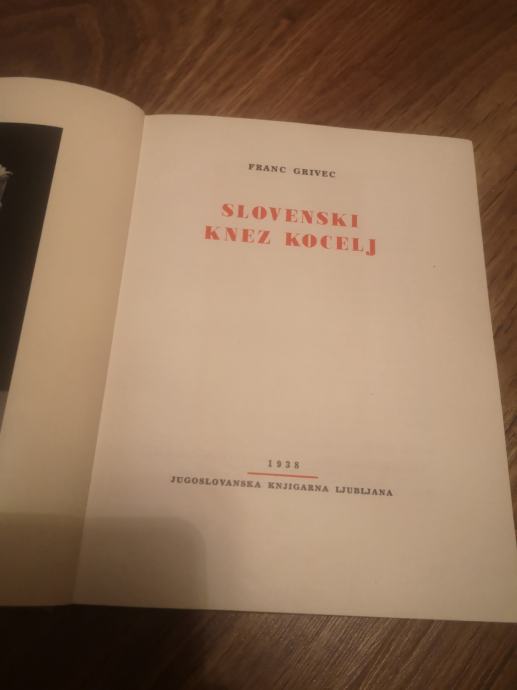 FRANC GRIVEC
SLOVENSKI
KNEZ KOCELJ
1938
JUGOSLOVANSKA KNJIGARNA LJUBLJANA